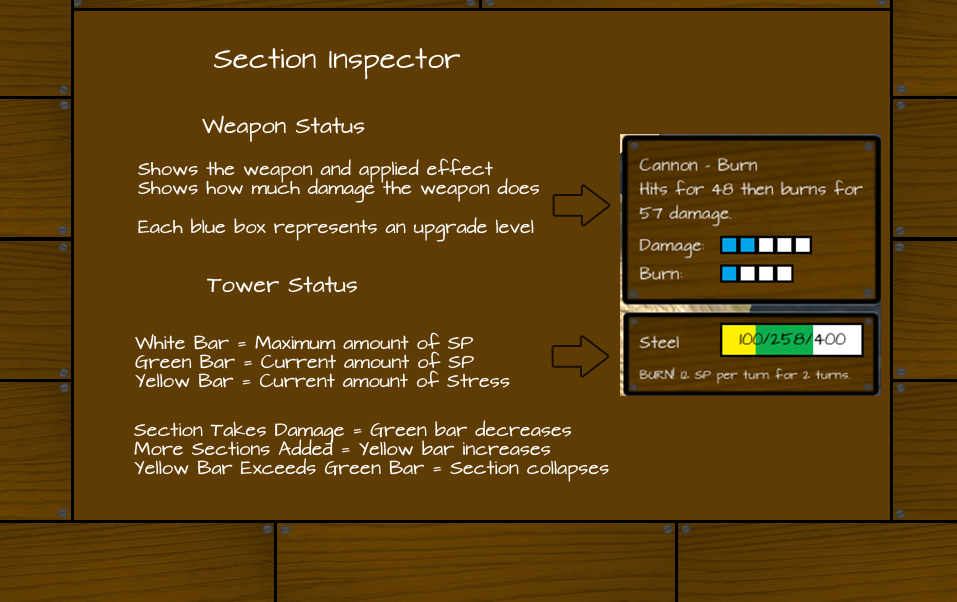 Section Inspector
Weapon Status
Shows the weapon and applied effect
Shows how much damage the weapon does
Each blue box represents an upgrade level
Cannon - Burn
Hits for 48 then burns for
57 damage.
Damage:
Burn:
Tower Status
White Bar = Maximum amount of SP
Green Bar = Current amount of SP
Yellow Bar = Current amount of Stress
Steel 100/258/400
BURN! 12 SP per turn for 2 turns.
Section Takes Damage = Green bar decreases
More Sections Added = Yellow bar increases
Yellow Bar Exceeds Green Bar = Section collapses